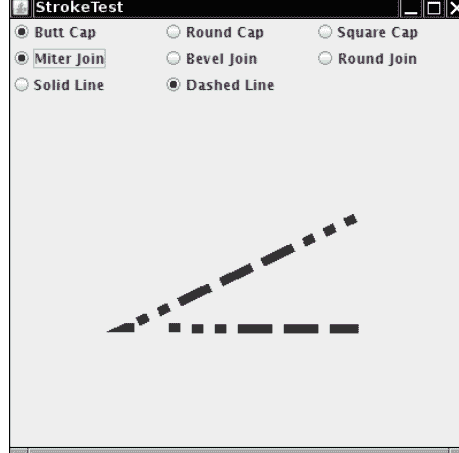 StrokeTest
Butt Cap Round Cap Square Cap
Miter Join Bevel Join Round Join
Solid Line Dashed Line